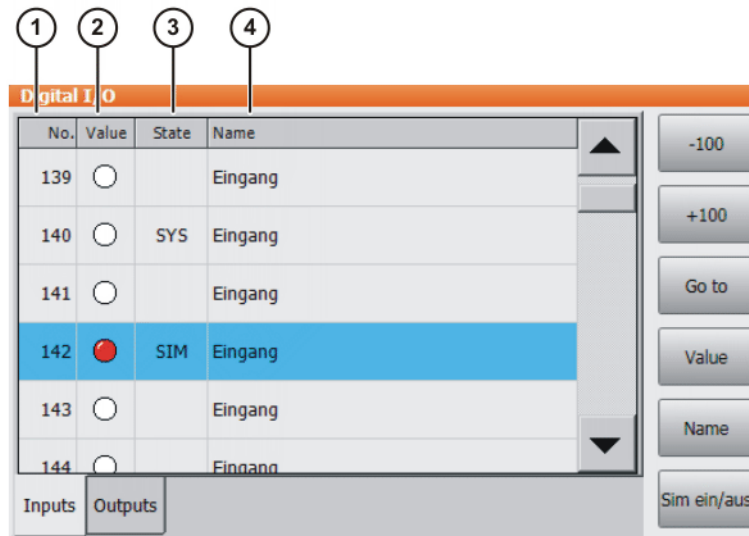 1 2 3 4
Digital I/O
No. Value State Name
139 Eingang
140 SYS Eingang
141 Eingang
142 SIM Eingang
143 Eingang
144 Eingang
Inputs Outputs
-100
+100
Go to
Value
Name
Sim ein/aus